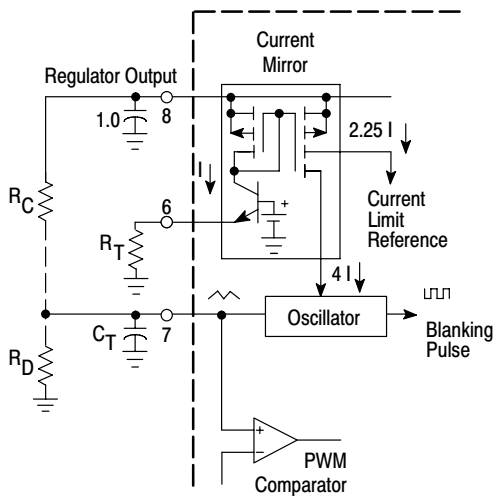 Current
Mirror
Regulator Output
1.0
8
2.25 I
I
+
R_C
6
Current
Limit
Reference
R_T
4 I
C_T
7
Oscillator
Blanking
Pulse
R_D
+
−
PWM
Comparator